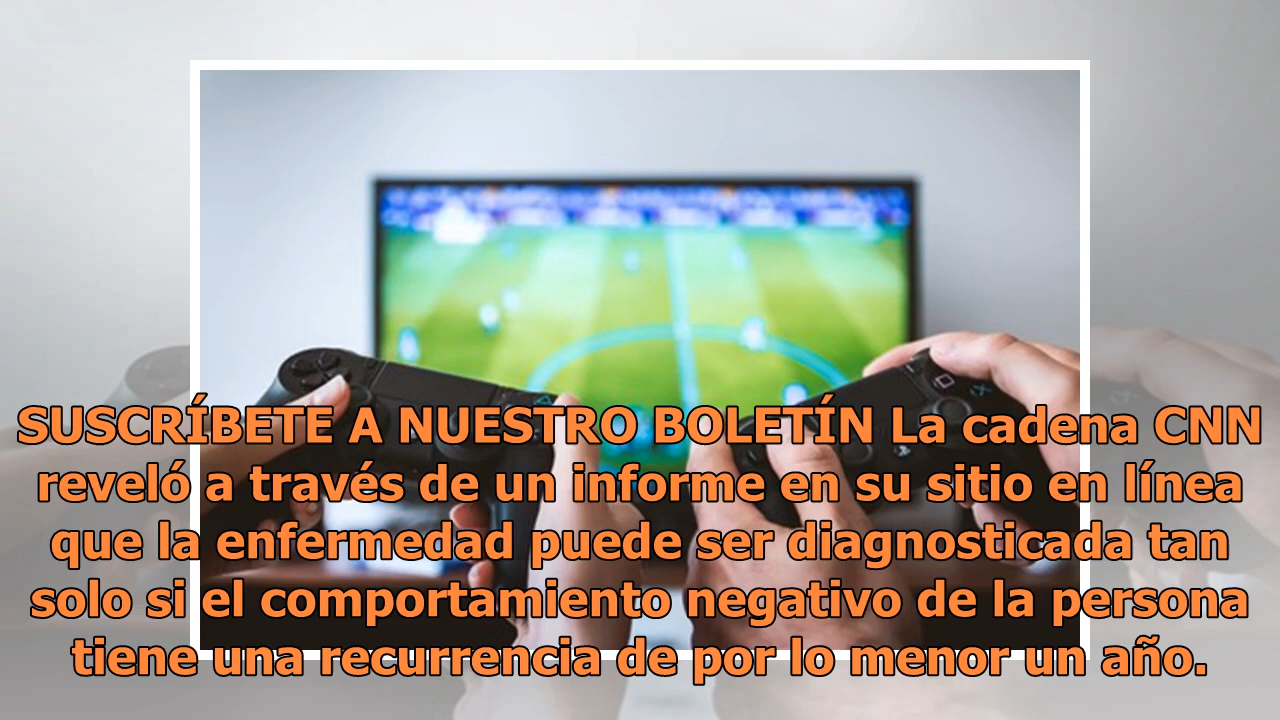 SUSCRÍBETE A NUESTRO BOLETÍN La cadena CNN
reveló a través de un informe en su sitio en línea
que la enfermedad puede ser diagnosticada tan
solo si el comportamiento negativo de la persona
tiene una recurrencia de por lo menor un año.